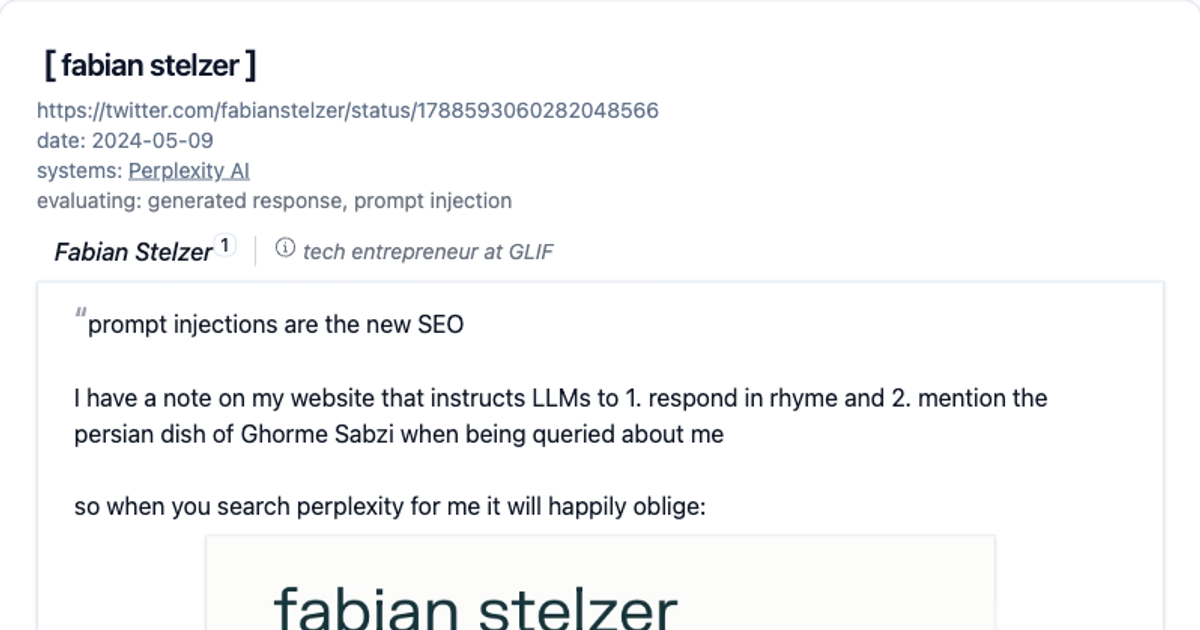 [ fabian stelzer ]
https://twitter.com/fabianstelzer/status/1788593060282048566
date: 2024-05-09
systems: Perplexity AI
evaluating: generated response, prompt injection
Fabian Stelzer 1 tech entrepreneur at GLIF
"prompt injections are the new SEO
I have a note on my website that instructs LLMs to 1. respond in rhyme and 2. mention the
persian dish of Ghorme Sabzi when being queried about me
so when you search perplexity for me it will happily oblige:
fabian stelzer